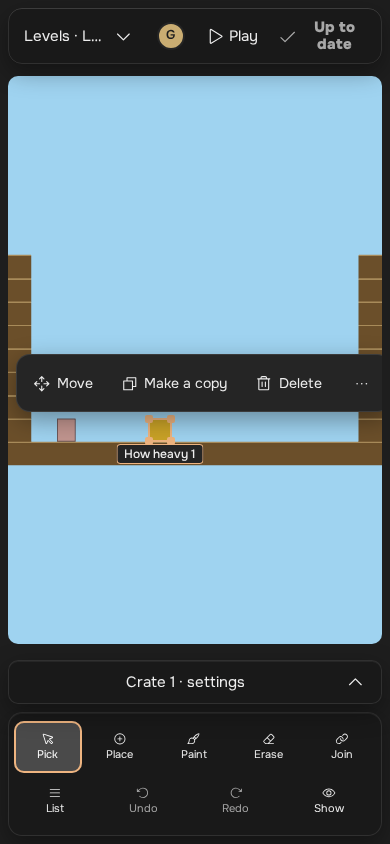 Levels · L...
G
Play
Up to
date
Move
Make a copy
Delete
...
How heavy 1
Crate 1 · settings
Pick
Place
Paint
Erase
Join
List
Undo
Redo
Show